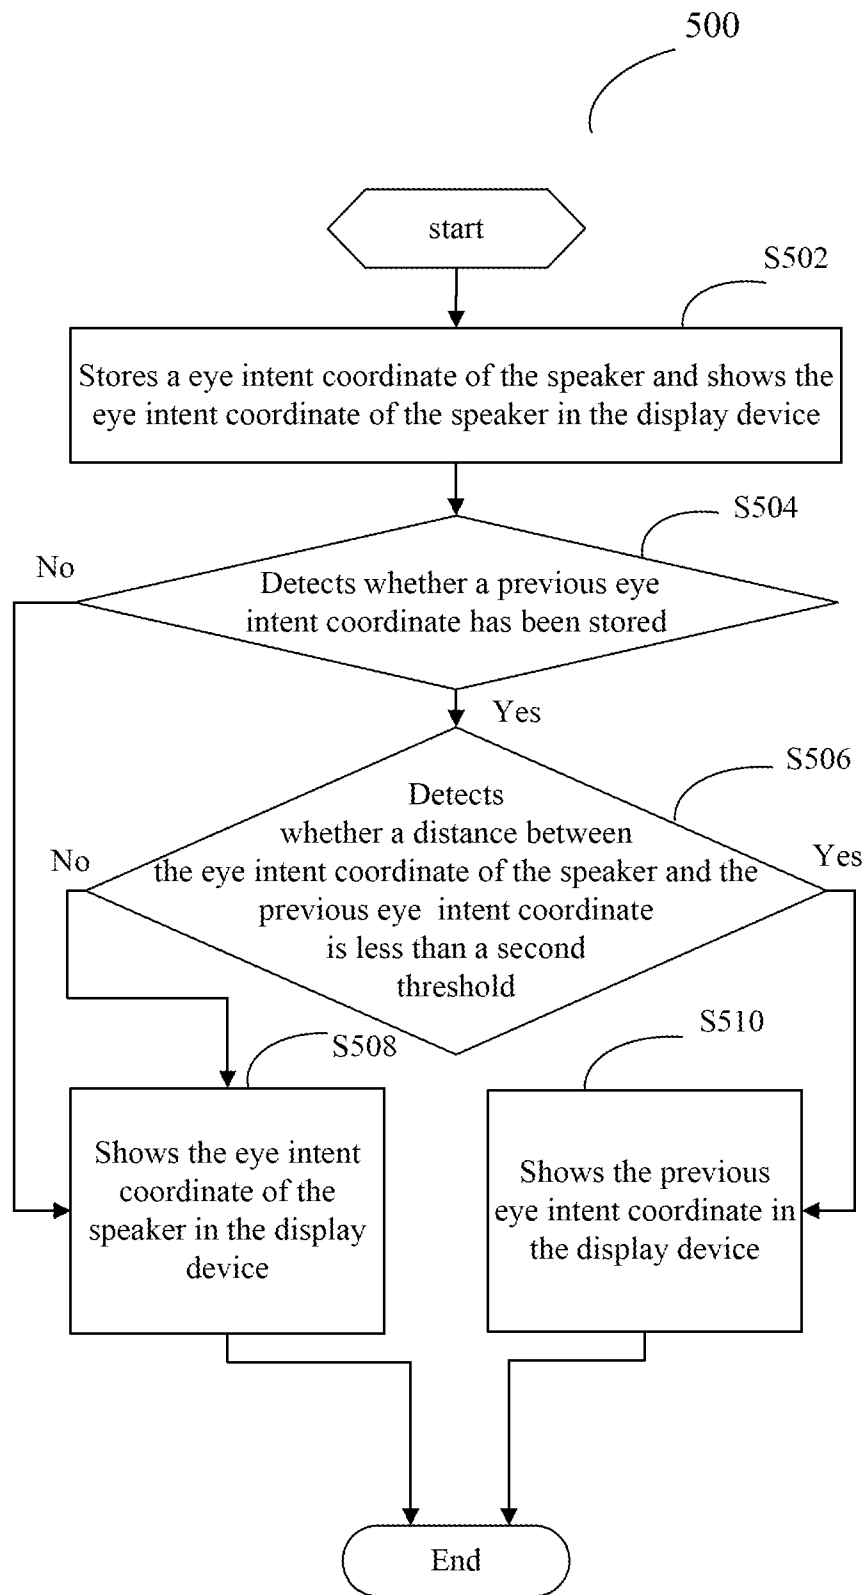 500
start
S502
Stores a eye intent coordinate of the speaker and shows the
eye intent coordinate of the speaker in the display device
S504
No
Detects whether a previous eye
intent coordinate has been stored
Yes
S506
Detects
whether a distance between
No
Yes
the eye intent coordinate of the speaker and the
previous eye intent coordinate
is less than a second
threshold
S510
S508
Shows the eye intent
coordinate of the
speaker in the display
device
Shows the previous
eye intent coordinate in
the display device
End